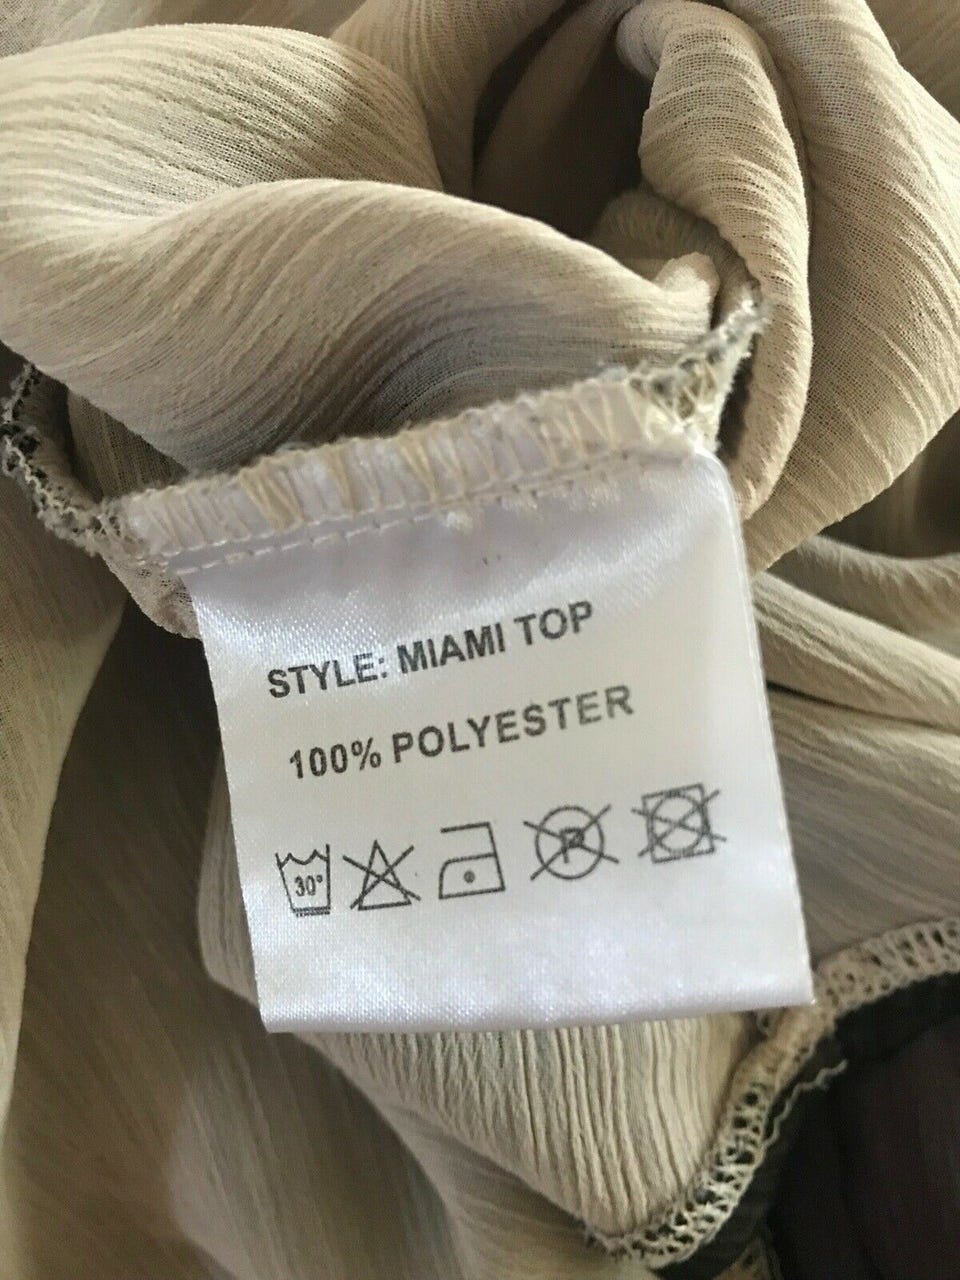 STYLE: MIAMI TOP
100% POLYESTER
30° P